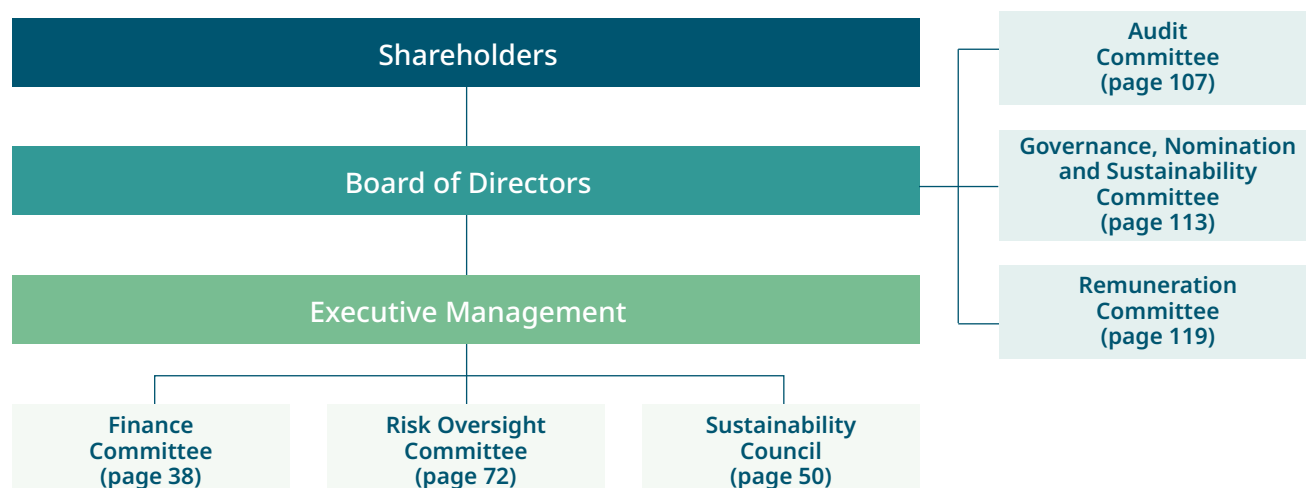 Shareholders
Board of Directors
Executive Management
Audit
Committee
(page 107)
Governance, Nomination
and Sustainability
Committee
(page 113)
Remuneration
Committee
(page 119)
Finance
Committee
(page 38)
Risk Oversight
Committee
(page 72)
Sustainability
Council
(page 50)